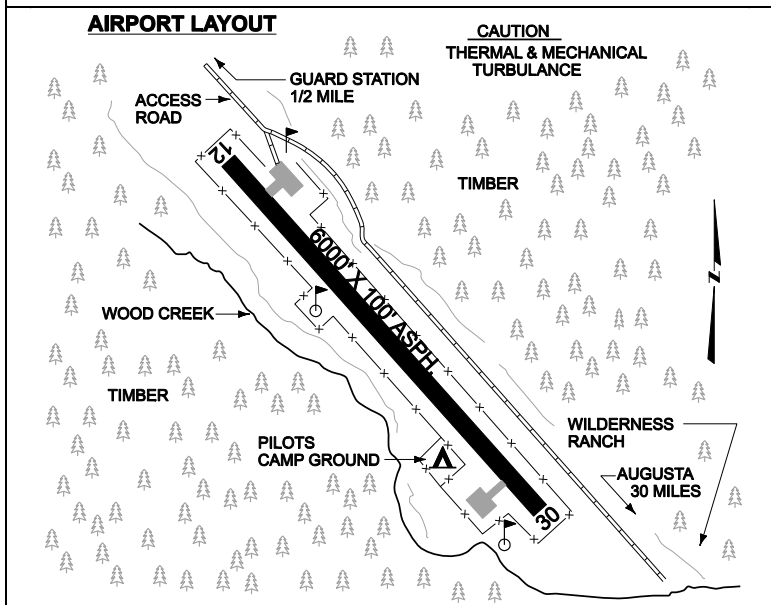 AIRPORT LAYOUT
CAUTION
THERMAL & MECHANICAL
TURBULANCE
GUARD STATION
1/2 MILE
ACCESS
ROAD
12
TIMBER
6000' X 100' ASPH.
N
WOOD CREEK
TIMBER
WILDERNESS
RANCH
PILOTS
CAMP GROUND
AUGUSTA
30 MILES
30